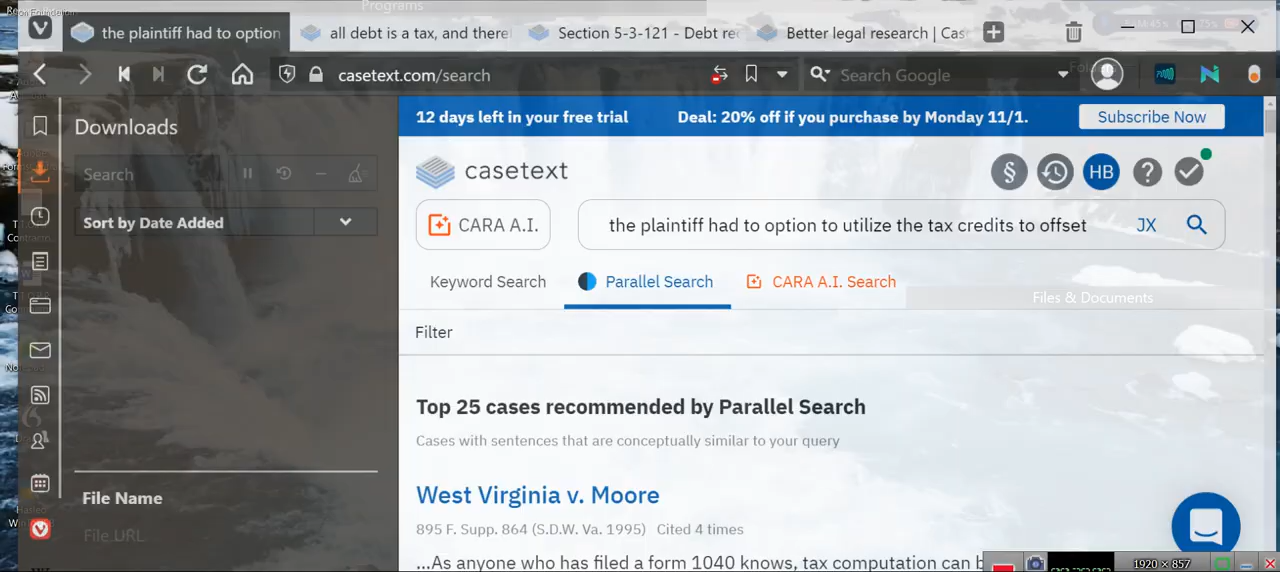 Programs
the plaintiff had to option
all debt is a tax, and there
Section 5-3-121 - Debt rec
Better legal research | Cas
casetext.com/search
Search Google
Downloads
Search
Sort by Date Added
File Name
File URL
12 days left in your free trial
Deal: 20% off if you purchase by Monday 11/1.
Subscribe Now
casetext
§
HB
?
CARA A.I.
the plaintiff had to option to utilize the tax credits to offset
JX
Keyword Search
Parallel Search
CARA A.I. Search
Files & Documents
Filter
Top 25 cases recommended by Parallel Search
Cases with sentences that are conceptually similar to your query
West Virginia v. Moore
895 F. Supp. 864 (S.D.W. Va. 1995) Cited 4 times
...As anyone who has filed a form 1040 knows, tax computation can b
1920 × 857